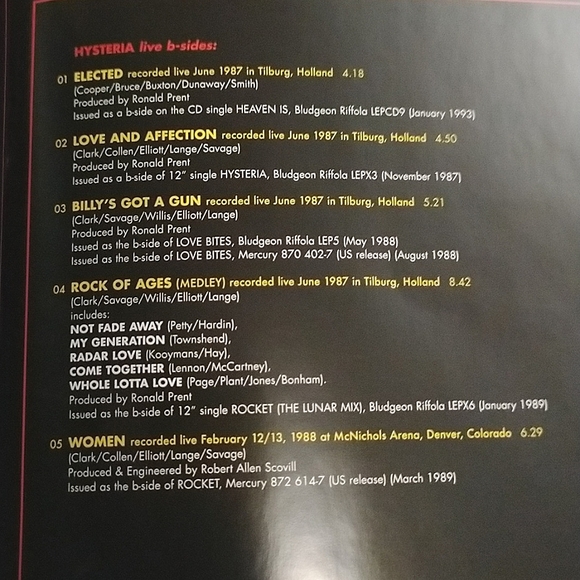 HYSTERIA live b-sides:
01 ELECTED recorded live June 1987 in Tilburg, Holland 4.18
(Cooper/Bruce/Buxton/Dunaway/Smith)
Produced by Ronald Prent
Issued as a b-side on the CD single HEAVEN IS, Bludgeon Riffola LEPCD9 (January 1993)
02 LOVE AND AFFECTION recorded live June 1987 in Tilburg, Holland 4.50
(Clark/Collen/Elliott/Lange/Savage)
Produced by Ronald Prent
Issued as a b-side of 12" single HYSTERIA, Bludgeon Riffola LEPX3 (November 1987)
03 BILLY'S GOT A GUN recorded live June 1987 in Tilburg, Holland 5.21
(Clark/Savage/Willis/Elliott/Lange)
Produced by Ronald Prent
Issued as the b-side of LOVE BITES, Bludgeon Riffola LEP5 (May 1988)
Issued as the b-side of LOVE BITES, Mercury 870 402-7 (US release) (August 1988)
04 ROCK OF AGES (MEDLEY) recorded live June 1987 in Tilburg, Holland 8.42
(Clark/Savage/Willis/Elliott/Lange)
includes:
NOT FADE AWAY (Petty/Hardin),
MY GENERATION (Townshend),
RADAR LOVE (Kooymans/Hay),
COME TOGETHER (Lennon/McCartney),
WHOLE LOTTA LOVE (Page/Plant/Jones/Bonham).
Produced by Ronald Prent
Issued as the b-side of 12" single ROCKET (THE LUNAR MIX), Bludgeon Riffola LEPX6 (January 1989)
05 WOMEN recorded live February 12/13, 1988 at McNichols Arena, Denver, Colorado 6.29
(Clark/Collen/Elliott/Lange/Savage)
Produced & Engineered by Robert Allen Scovill
Issued as the b-side of ROCKET, Mercury 872 614-7 (US release) (March 1989)